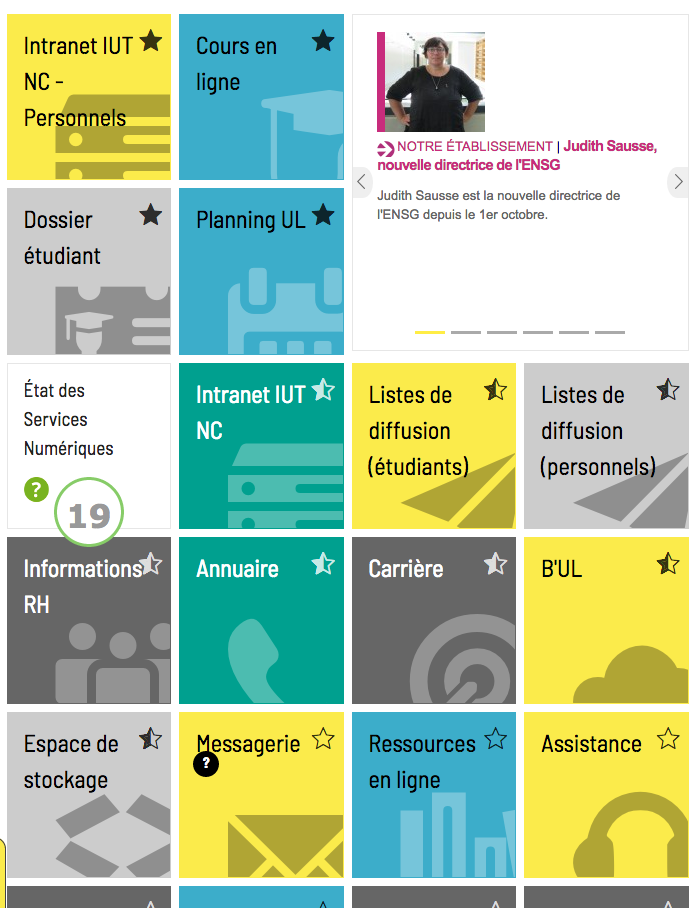 Intranet IUT
NC -
Personnels
Cours en
ligne
NOTRE ÉTABLISSEMENT | Judith Sausse,
nouvelle directrice de l'ENSG
Judith Sausse est la nouvelle directrice de
l'ENSG depuis le 1er octobre.
Dossier
étudiant
Planning UL
État des
Services
Numériques
?
19
Intranet IUT
NC
Listes de
diffusion
(étudiants)
Listes de
diffusion
(personnels)
Informations
RH
Annuaire
Carrière
B'UL
Espace de
stockage
Messagerie
?
Ressources
en ligne
Assistance